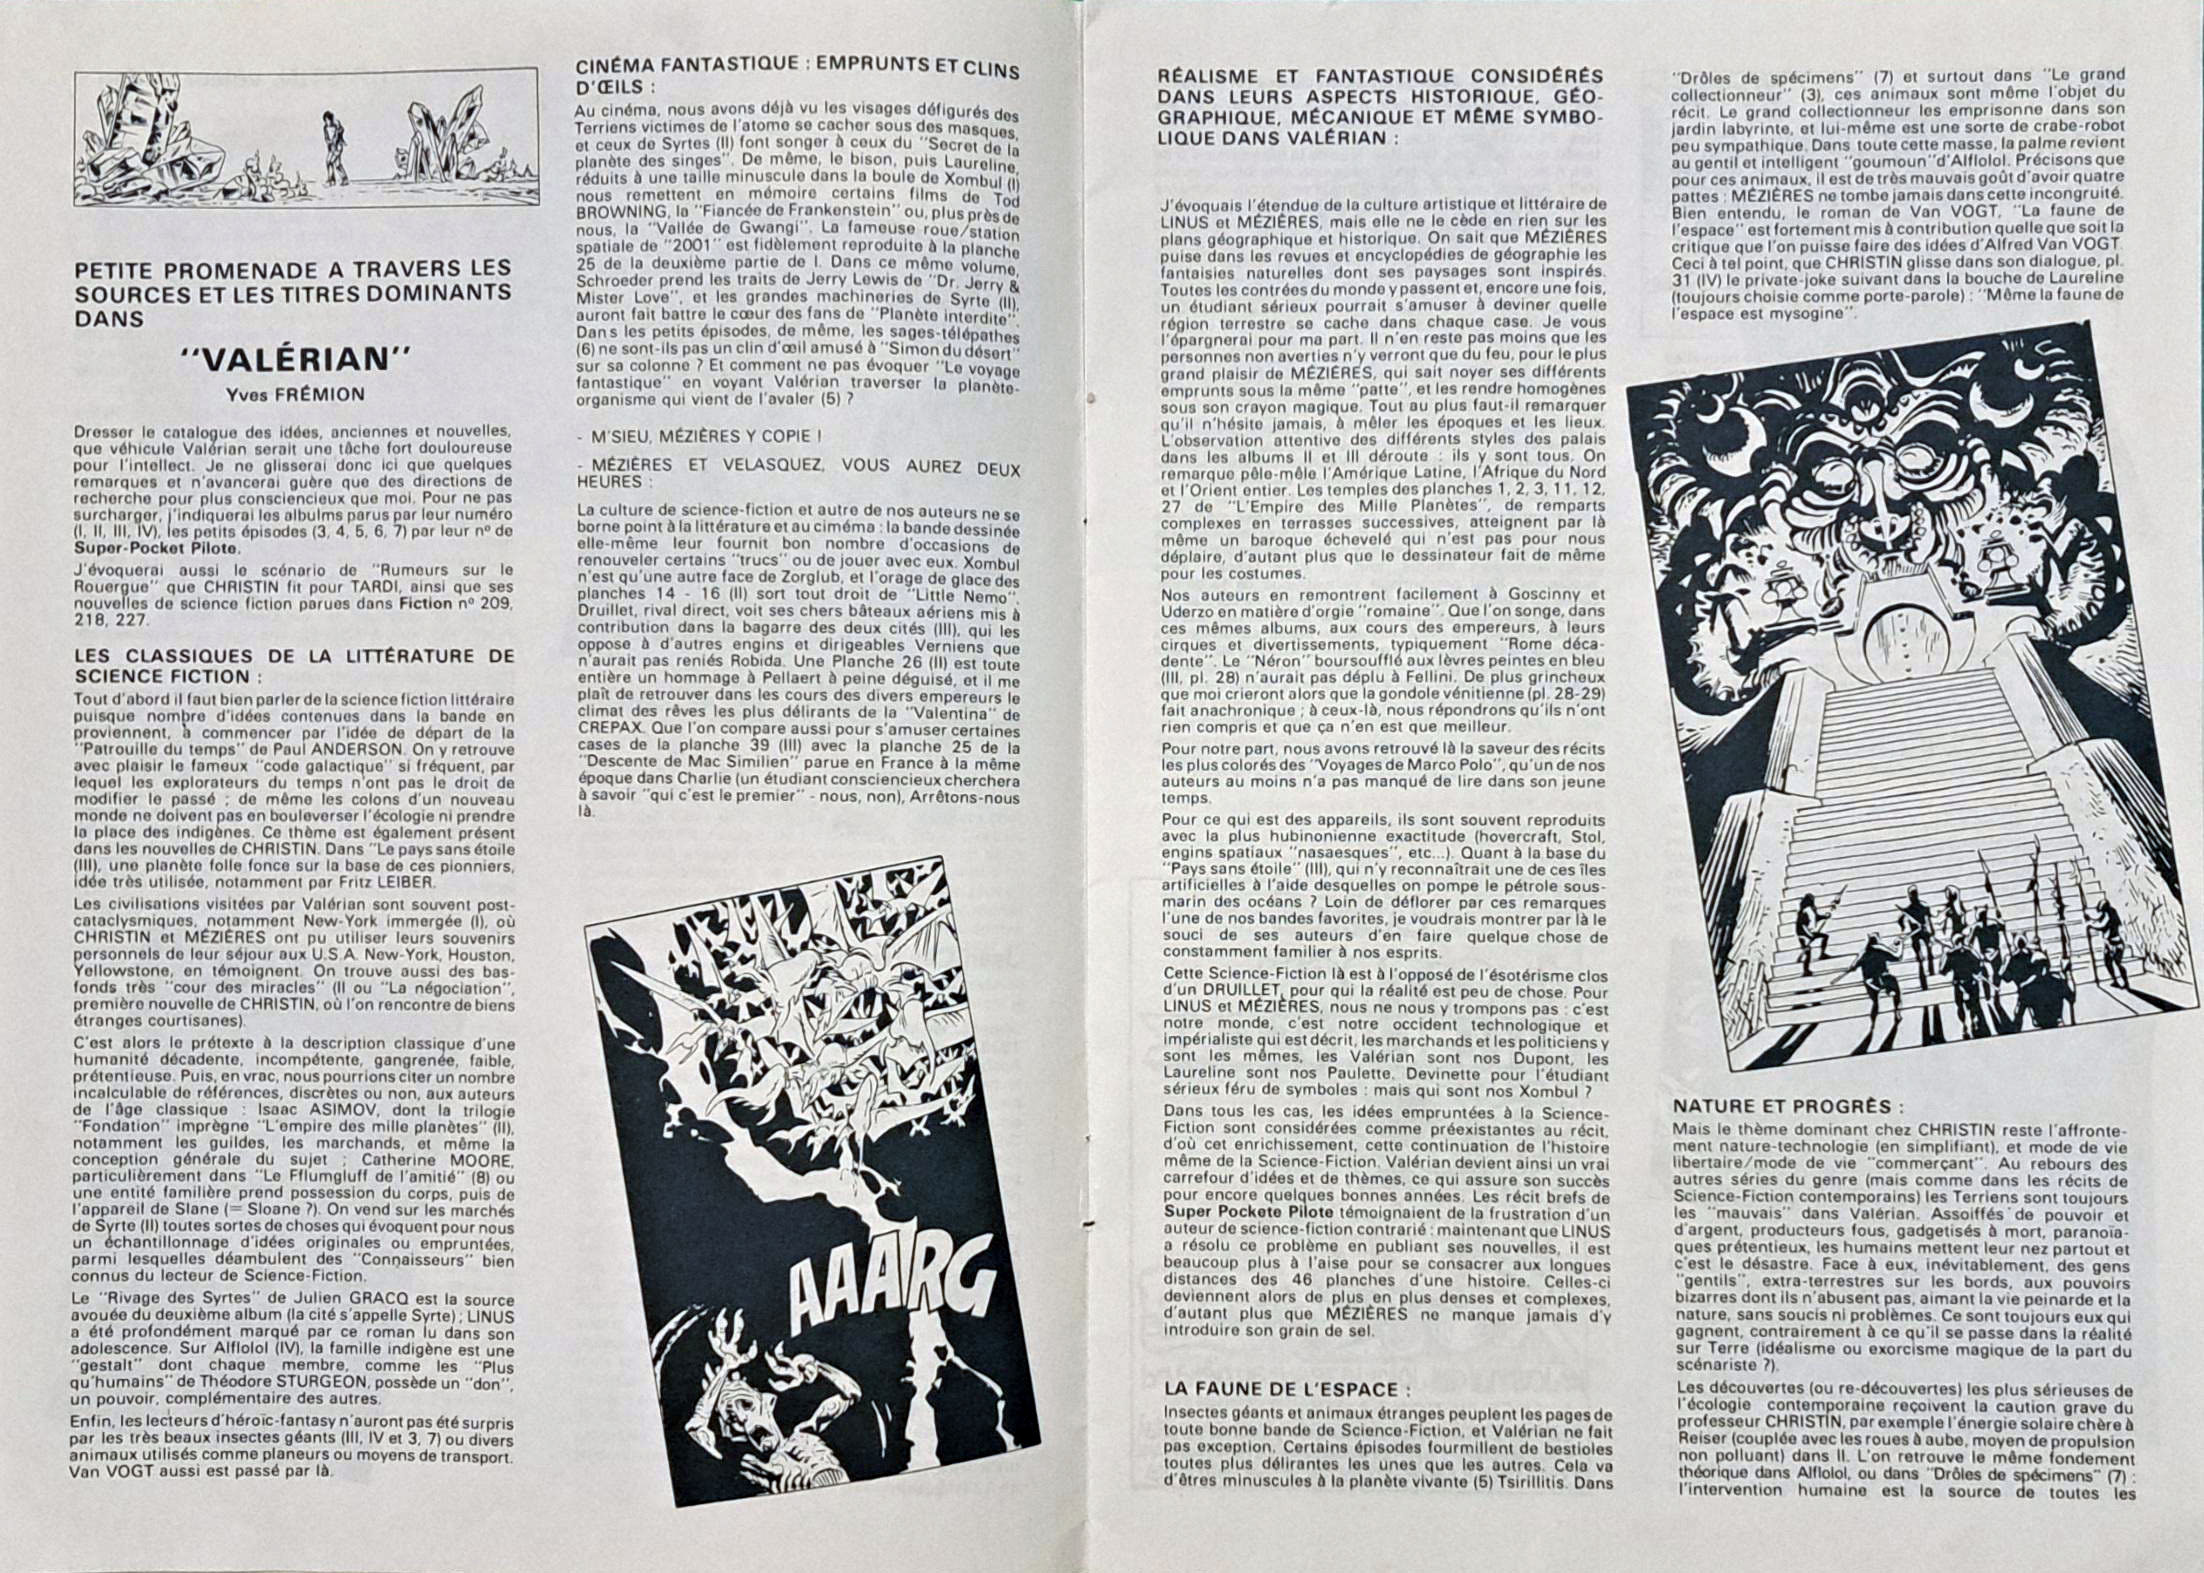 PETITE PROMENADE A TRAVERS LES
SOURCES ET LES TITRES DOMINANTS
DANS
"VALÉRIAN"
Yves FRÉMION
Dresser le catalogue des idées, anciennes et nouvelles,
que véhicule Valérian serait une tâche fort douloureuse
pour l'intellect. Je ne glisserai donc ici que quelques
remarques et n'avancerai guère que des directions de
recherche pour plus consciencieux que moi. Pour ne pas
surcharger, j'indiquerai les albulms parus par leur numéro
(I, II, III, IV), les petits épisodes (3, 4, 5, 6, 7) par leur nº de
Super-Pocket Pilote.
J'évoquerai aussi le scénario de "Rumeurs sur le
Rouergue" que CHRISTIN fit pour TARDI, ainsi que ses
nouvelles de science fiction parues dans Fiction nº 209,
218, 227.
LES CLASSIQUES DE LA LITTÉRATURE DE
SCIENCE FICTION :
Tout d'abord il faut bien parler de la science fiction littéraire
puisque nombre d'idées contenues dans la bande en
proviennent, à commencer par l'idée de départ de la
"Patrouille du temps" de Paul ANDERSON. On y retrouve
avec plaisir le fameux "code galactique" si fréquent, par
lequel les explorateurs du temps n'ont pas le droit de
modifier le passé ; de même les colons d'un nouveau
monde ne doivent pas en bouleverser l'écologie ni prendre
la place des indigènes. Ce thème est également présent
dans les nouvelles de CHRISTIN. Dans "Le pays sans étoile
(III), une planète folle fonce sur la base de ces pionniers,
idée très utilisée, notamment par Fritz LEIBER.
Les civilisations visitées par Valérian sont souvent post-
cataclysmiques, notamment New-York immergée (I), où
CHRISTIN et MÉZIÈRES ont pu utiliser leurs souvenirs
personnels de leur séjour aux U.S.A. New-York, Houston,
Yellowstone, en témoignent. On trouve aussi des bas-
fonds très "cour des miracles" (II ou "La négociation",
première nouvelle de CHRISTIN, où l'on rencontre de biens
étranges courtisanes).
C'est alors le prétexte à la description classique d'une
humanité décadente, incompétente, gangrenée, faible,
prétentieuse. Puis, en vrac, nous pourrions citer un nombre
incalculable de références, discrètes ou non, aux auteurs
de l'âge classique : Isaac ASIMOV, dont la trilogie
"Fondation" imprègne "L'empire des mille planètes" (II),
notamment les guildes, les marchands, et même la
conception générale du sujet ; Catherine MOORE,
particulièrement dans "Le Fflumgluff de l'amitié" (8) ou
une entité familière prend possession du corps, puis de
l'appareil de Slane (= Sloane ?). On vend sur les marchés
de Syrte (II) toutes sortes de choses qui évoquent pour nous
un échantillonnage d'idées originales ou empruntées,
parmi lesquelles déambulent des "Connaisseurs" bien
connus du lecteur de Science-Fiction.
Le "Rivage des Syrtes" de Julien GRACQ est la source
avouée du deuxième album (la cité s'appelle Syrte) ; LINUS
a été profondément marqué par ce roman lu dans son
adolescence. Sur Alflolol (IV), la famille indigène est une
"gestalt" dont chaque membre, comme les "Plus
qu'humains" de Théodore STURGEON, possède un "don",
un pouvoir, complémentaire des autres.
Enfin, les lecteurs d'héroïc-fantasy n'auront pas été surpris
par les très beaux insectes géants (III, IV et 3, 7) ou divers
animaux utilisés comme planeurs ou moyens de transport.
Van VOGT aussi est passé par là.
CINÉMA FANTASTIQUE : EMPRUNTS ET CLINS
D'ŒILS :
Au cinéma, nous avons déjà vu les visages défigurés des
Terriens victimes de l'atome se cacher sous des masques,
et ceux de Syrtes (II) font songer à ceux du "Secret de la
planète des singes". De même, le bison, puis Laureline,
réduits à une taille minuscule dans la boule de Xombul (I)
nous remettent en mémoire certains films de Tod
BROWNING, la "Fiancée de Frankenstein" ou, plus près de
nous, la "Vallée de Gwangi". La fameuse roue/station
spatiale de "2001" est fidèlement reproduite à la planche
25 de la deuxième partie de I. Dans ce même volume,
Schroeder prend les traits de Jerry Lewis de "Dr. Jerry &
Mister Love", et les grandes machineries de Syrte (II),
auront fait battre le cœur des fans de "Planète interdite".
Dans les petits épisodes, de même, les sages-télépathes
(6) ne sont-ils pas un clin d'œil amusé à "Simon du désert"
sur sa colonne ? Et comment ne pas évoquer "Le voyage
fantastique" en voyant Valérian traverser la planète-
organisme qui vient de l'avaler (5) ?
- M'SIEU, MÉZIÈRES Y COPIE !
- MÉZIÈRES ET VELASQUEZ, VOUS AUREZ DEUX
HEURES :
La culture de science-fiction et autre de nos auteurs ne se
borne point à la littérature et au cinéma : la bande dessinée
elle-même leur fournit bon nombre d'occasions de
renouveler certains "trucs" ou de jouer avec eux. Xombul
n'est qu'une autre face de Zorglub, et l'orage de glace des
planches 14 - 16 (II) sort tout droit de "Little Nemo".
Druillet, rival direct, voit ses chers bâteaux aériens mis à
contribution dans la bagarre des deux cités (III), qui les
oppose à d'autres engins et dirigeables Verniens que
n'aurait pas reniés Robida. Une Planche 26 (II) est toute
entière un hommage à Pellaert à peine déguisé, et il me
plaît de retrouver dans les cours des divers empereurs le
climat des rêves les plus délirants de la "Valentina" de
CREPAX. Que l'on compare aussi pour s'amuser certaines
cases de la planche 39 (III) avec la planche 25 de la
"Descente de Mac Similien" parue en France à la même
époque dans Charlie (un étudiant consciencieux cherchera
à savoir "qui c'est le premier" - nous, non), Arrêtons-nous
là.
AAARG
RÉALISME ET FANTASTIQUE CONSIDÉRÉS
DANS LEURS ASPECTS HISTORIQUE, GÉO-
GRAPHIQUE, MÉCANIQUE ET MÊME SYMBO-
LIQUE DANS VALÉRIAN :
J'évoquais l'étendue de la culture artistique et littéraire de
LINUS et MÉZIÈRES, mais elle ne le cède en rien sur les
plans géographique et historique. On sait que MÉZIÈRES
puise dans les revues et encyclopédies de géographie les
fantaisies naturelles dont ses paysages sont inspirés.
Toutes les contrées du monde y passent et, encore une fois,
un étudiant sérieux pourrait s'amuser à deviner quelle
région terrestre se cache dans chaque case. Je vous
l'épargnerai pour ma part. Il n'en reste pas moins que les
personnes non averties n'y verront que du feu, pour le plus
grand plaisir de MÉZIÈRES, qui sait noyer ses différents
emprunts sous la même "patte", et les rendre homogènes
sous son crayon magique. Tout au plus faut-il remarquer
qu'il n'hésite jamais, à mêler les époques et les lieux.
L'observation attentive des différents styles des palais
dans les albums II et III déroute : ils y sont tous. On
remarque pêle-mêle l'Amérique Latine, l'Afrique du Nord
et l'Orient entier. Les temples des planches 1, 2, 3, 11, 12,
27 de "L'Empire des Mille Planètes", de remparts
complexes en terrasses successives, atteignent par là
même un baroque échevelé qui n'est pas pour nous
déplaire, d'autant plus que le dessinateur fait de même
pour les costumes.
Nos auteurs en remontrent facilement à Goscinny et
Uderzo en matière d'orgie "romaine". Que l'on songe, dans
ces mêmes albums, aux cours des empereurs, à leurs
cirques et divertissements, typiquement "Rome déca-
dente". Le "Néron" boursoufflé aux lèvres peintes en bleu
(III, pl. 28) n'aurait pas déplu à Fellini. De plus grincheux
que moi crieront alors que la gondole vénitienne (pl. 28-29)
fait anachronique ; à ceux-là, nous répondrons qu'ils n'ont
rien compris et que ça n'en est que meilleur.
Pour notre part, nous avons retrouvé là la saveur des récits
les plus colorés des "Voyages de Marco Polo", qu'un de nos
auteurs au moins n'a pas manqué de lire dans son jeune
temps.
Pour ce qui est des appareils, ils sont souvent reproduits
avec la plus hubinonienne exactitude (hovercraft, Stol,
engins spatiaux "nasaesques", etc...). Quant à la base du
"Pays sans étoile" (III), qui n'y reconnaîtrait une de ces îles
artificielles à l'aide desquelles on pompe le pétrole sous-
marin des océans ? Loin de déflorer par ces remarques
l'une de nos bandes favorites, je voudrais montrer par là le
souci de ses auteurs d'en faire quelque chose de
constamment familier à nos esprits.
Cette Science-Fiction là est à l'opposé de l'ésotérisme clos
d'un DRUILLET, pour qui la réalité est peu de chose. Pour
LINUS et MÉZIÈRES, nous ne nous y trompons pas : c'est
notre monde, c'est notre occident technologique et
impérialiste qui est décrit, les marchands et les politiciens y
sont les mêmes, les Valérian sont nos Dupont, les
Laureline sont nos Paulette. Devinette pour l'étudiant
sérieux féru de symboles : mais qui sont nos Xombul ?
Dans tous les cas, les idées empruntées à la Science-
Fiction sont considérées comme préexistantes au récit,
d'où cet enrichissement, cette continuation de l'histoire
même de la Science-Fiction. Valérian devient ainsi un vrai
carrefour d'idées et de thèmes, ce qui assure son succès
pour encore quelques bonnes années. Les récit brefs de
Super Pockete Pilote témoignaient de la frustration d'un
auteur de science-fiction contrarié : maintenant que LINUS
a résolu ce problème en publiant ses nouvelles, il est
beaucoup plus à l'aise pour se consacrer aux longues
distances des 46 planches d'une histoire. Celles-ci
deviennent alors de plus en plus denses et complexes,
d'autant plus que MÉZIÈRES ne manque jamais d'y
introduire son grain de sel.
LA FAUNE DE L'ESPACE :
Insectes géants et animaux étranges peuplent les pages de
toute bonne bande de Science-Fiction, et Valérian ne fait
pas exception. Certains épisodes fourmillent de bestioles
toutes plus délirantes les unes que les autres. Cela va
d'êtres minuscules à la planète vivante (5) Tsirillitis. Dans
"Drôles de spécimens" (7) et surtout dans "Le grand
collectionneur" (3), ces animaux sont même l'objet du
récit. Le grand collectionneur les emprisonne dans son
jardin labyrinte, et lui-même est une sorte de crabe-robot
peu sympathique. Dans toute cette masse, la palme revient
au gentil et intelligent "goumoun"d'Alflolol. Précisons que
pour ces animaux, il est de très mauvais goût d'avoir quatre
pattes : MÉZIÈRES ne tombe jamais dans cette incongruité.
Bien entendu, le roman de Van VOGT, "La faune de
l'espace" est fortement mis à contribution quelle que soit la
critique que l'on puisse faire des idées d'Alfred Van VOGT.
Ceci à tel point, que CHRISTIN glisse dans son dialogue, pl.
31 (IV) le private-joke suivant dans la bouche de Laureline
(toujours choisie comme porte-parole) : "Même la faune de
l'espace est mysogine".
NATURE ET PROGRÈS :
Mais le thème dominant chez CHRISTIN reste l'affronte-
ment nature-technologie (en simplifiant), et mode de vie
libertaire/mode de vie "commerçant". Au rebours des
autres séries du genre (mais comme dans les récits de
Science-Fiction contemporains) les Terriens sont toujours
les "mauvais" dans Valérian. Assoiffés de pouvoir et
d'argent, producteurs fous, gadgetisés à mort, paranoïa-
ques prétentieux, les humains mettent leur nez partout et
c'est le désastre. Face à eux, inévitablement, des gens
"gentils", extra-terrestres sur les bords, aux pouvoirs
bizarres dont ils n'abusent pas, aimant la vie peinarde et la
nature, sans soucis ni problèmes. Ce sont toujours eux qui
gagnent, contrairement à ce qu'il se passe dans la réalité
sur Terre (idéalisme ou exorcisme magique de la part du
scénariste ?).
Les découvertes (ou re-découvertes) les plus sérieuses de
l'écologie contemporaine reçoivent la caution grave du
professeur CHRISTIN, par exemple l'énergie solaire chère à
Reiser (couplée avec les roues à aube, moyen de propulsion
non polluant) dans II. L'on retrouve le même fondement
théorique dans Alflolol, ou dans "Drôles de spécimens" (7) :
l'intervention humaine est la source de toutes les